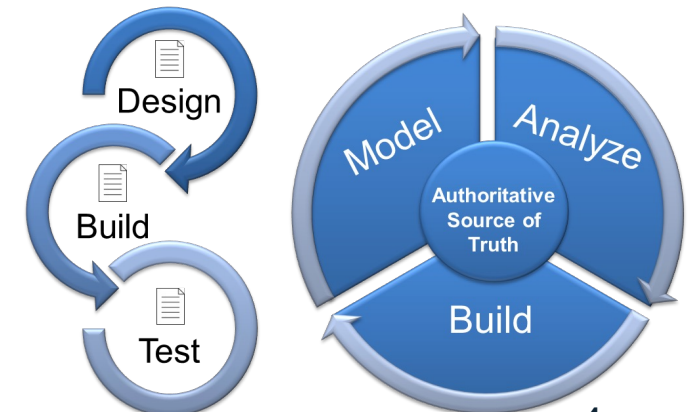 Design
Build
Test
Model
Analyze
Authoritative
Source of
Truth
Build